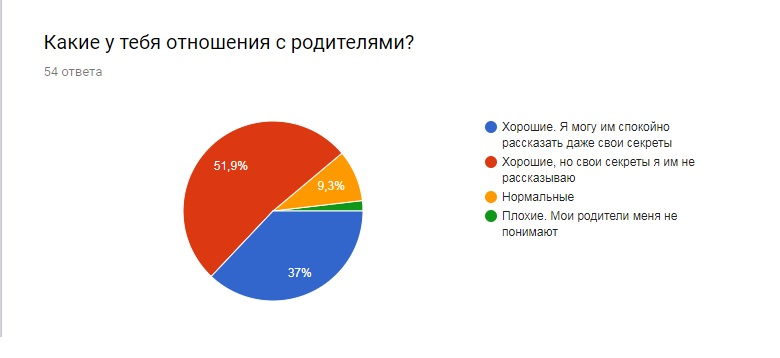 Какие у тебя отношения с родителями?
54 ответа
51,9%
9,3%
37%
Хорошие. Я могу им спокойно
рассказать даже свои секреты
Хорошие, но свои секреты я им не
рассказываю
Нормальные
Плохие. Мои родители меня не
понимают